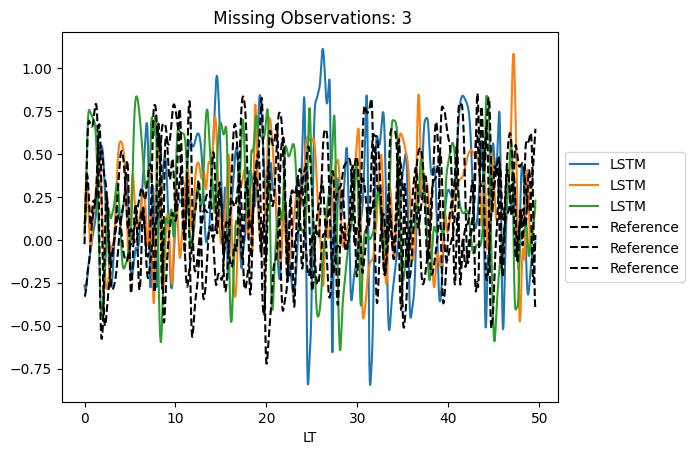 Missing Observations: 3
1.00
0.75
0.50
0.25
0.00
−0.25
−0.50
−0.75
0
10
20
30
40
50
LT
LSTM
LSTM
LSTM
Reference
Reference
Reference